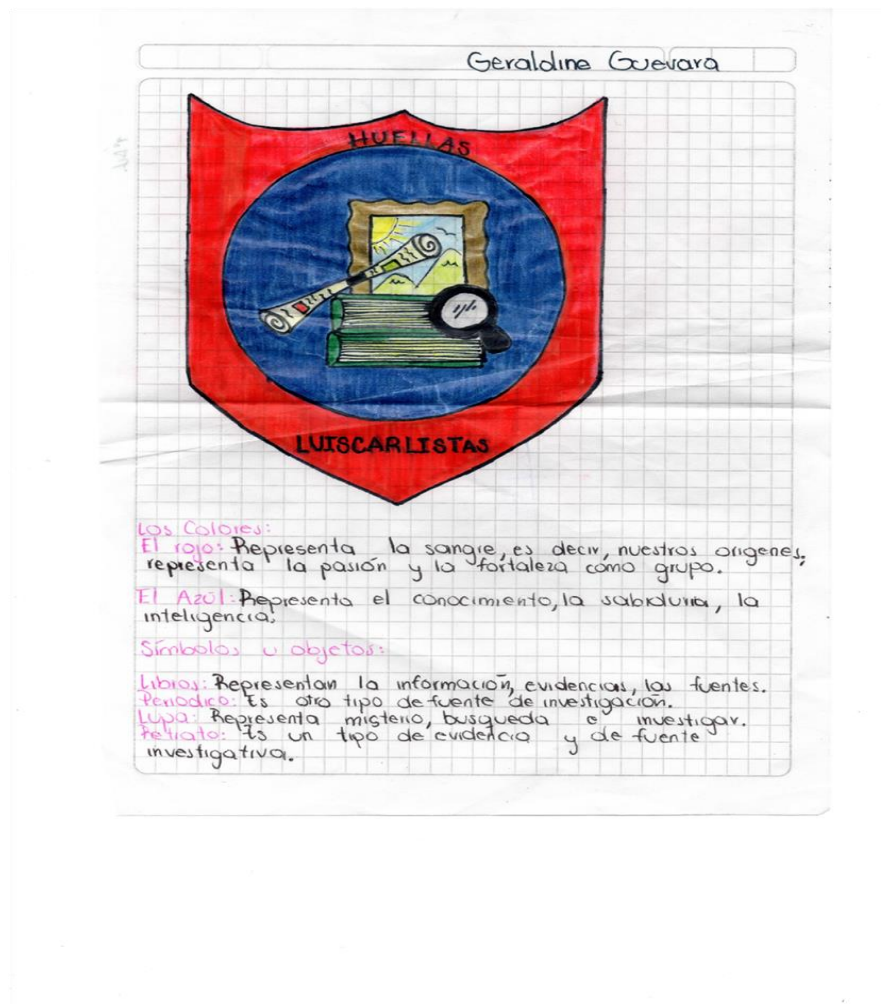 Geraldine Guevara
HUELLAS
LUISCARLISTAS
Los Colores:
El rojo: Representa la sangre, es decir, nuestros origenes,
representa la pasión y la fortaleza como grupo.
El Azul: Representa el conocimiento, la sabiduria, la
inteligencia.
Símbolos u objetos:
Libros: Representan la información, evidencias, las fuentes.
Periodico: Es otro tipo de fuente de investigación.
Lupa: Representa misterio, busqueda e investigar.
Retrato: Es un tipo de evidencia y de fuente
investigativa.